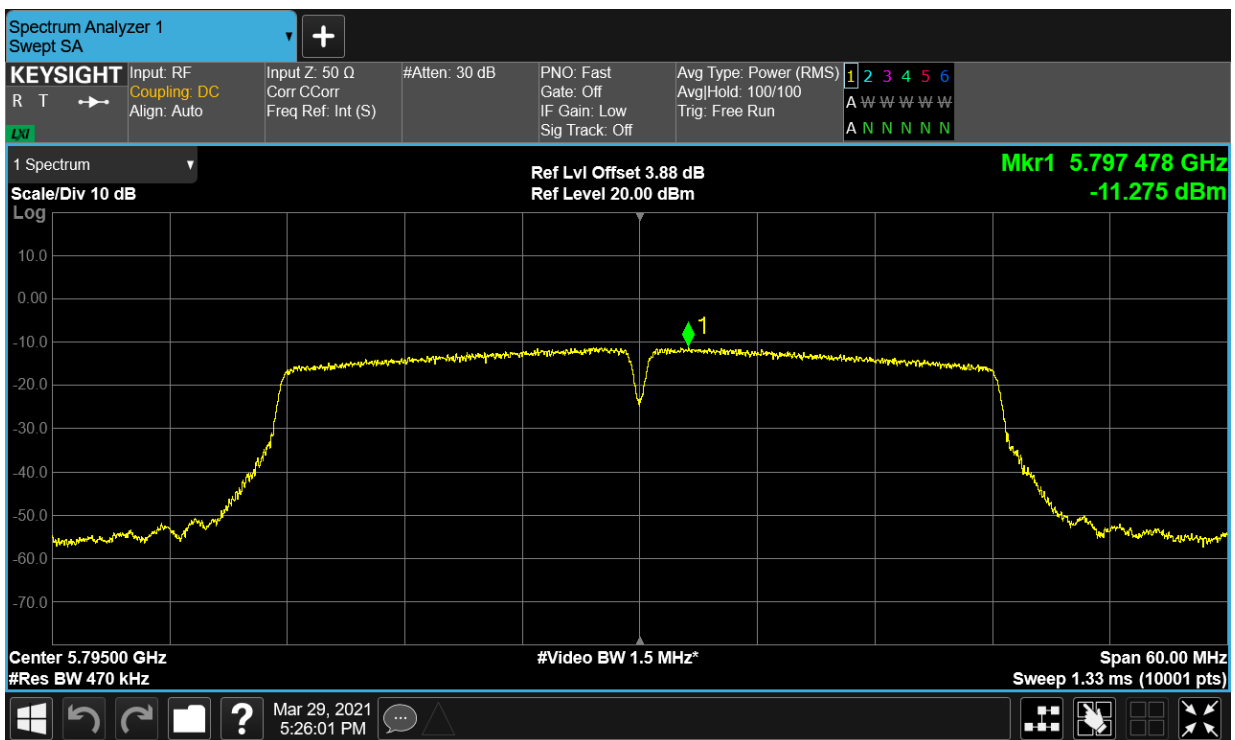 Spectrum Analyzer 1
Swept SA
KEYSIGHT
R T
LXI
Input: RF
Coupling: DC
Align: Auto
Input Z: 50 Ω
Corr CCorr
Freq Ref: Int (S)
#Atten: 30 dB
PNO: Fast
Gate: Off
IF Gain: Low
Sig Track: Off
Avg Type: Power (RMS)
Avg|Hold: 100/100
Trig: Free Run
1 2 3 4 5 6
A W W W W W
A N N N N N
1 Spectrum
Scale/Div 10 dB
Log
Ref Lvl Offset 3.88 dB
Ref Level 20.00 dBm
Mkr1 5.797 478 GHz
-11.275 dBm
10.0
0.00
-10.0
-20.0
-30.0
-40.0
-50.0
-60.0
-70.0
1
Center 5.79500 GHz
#Res BW 470 kHz
#Video BW 1.5 MHz*
Span 60.00 MHz
Sweep 1.33 ms (10001 pts)
?
Mar 29, 2021
5:26:01 PM